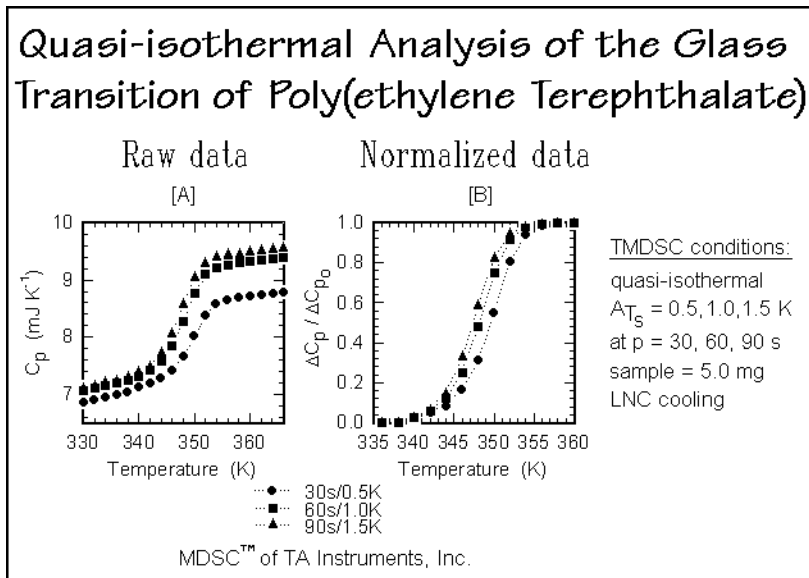 Quasi-isothermal Analysis of the Glass
Transition of Poly(ethylene Terephthalate)
Raw data
[A]
10
9
8
7
Cp (mJ K⁻¹)
330 340 350 360
Temperature (K)
Normalized data
[B]
1.0
0.8
0.6
0.4
0.2
0.0
ΔCp / ΔCpo
335 340 345 350 355 360
Temperature (K)
TMDSC conditions:
quasi-isothermal
ATs = 0.5, 1.0, 1.5 K
at p = 30, 60, 90 s
sample = 5.0 mg
LNC cooling
30s/0.5K
60s/1.0K
90s/1.5K
MDSC™ of TA Instruments, Inc.